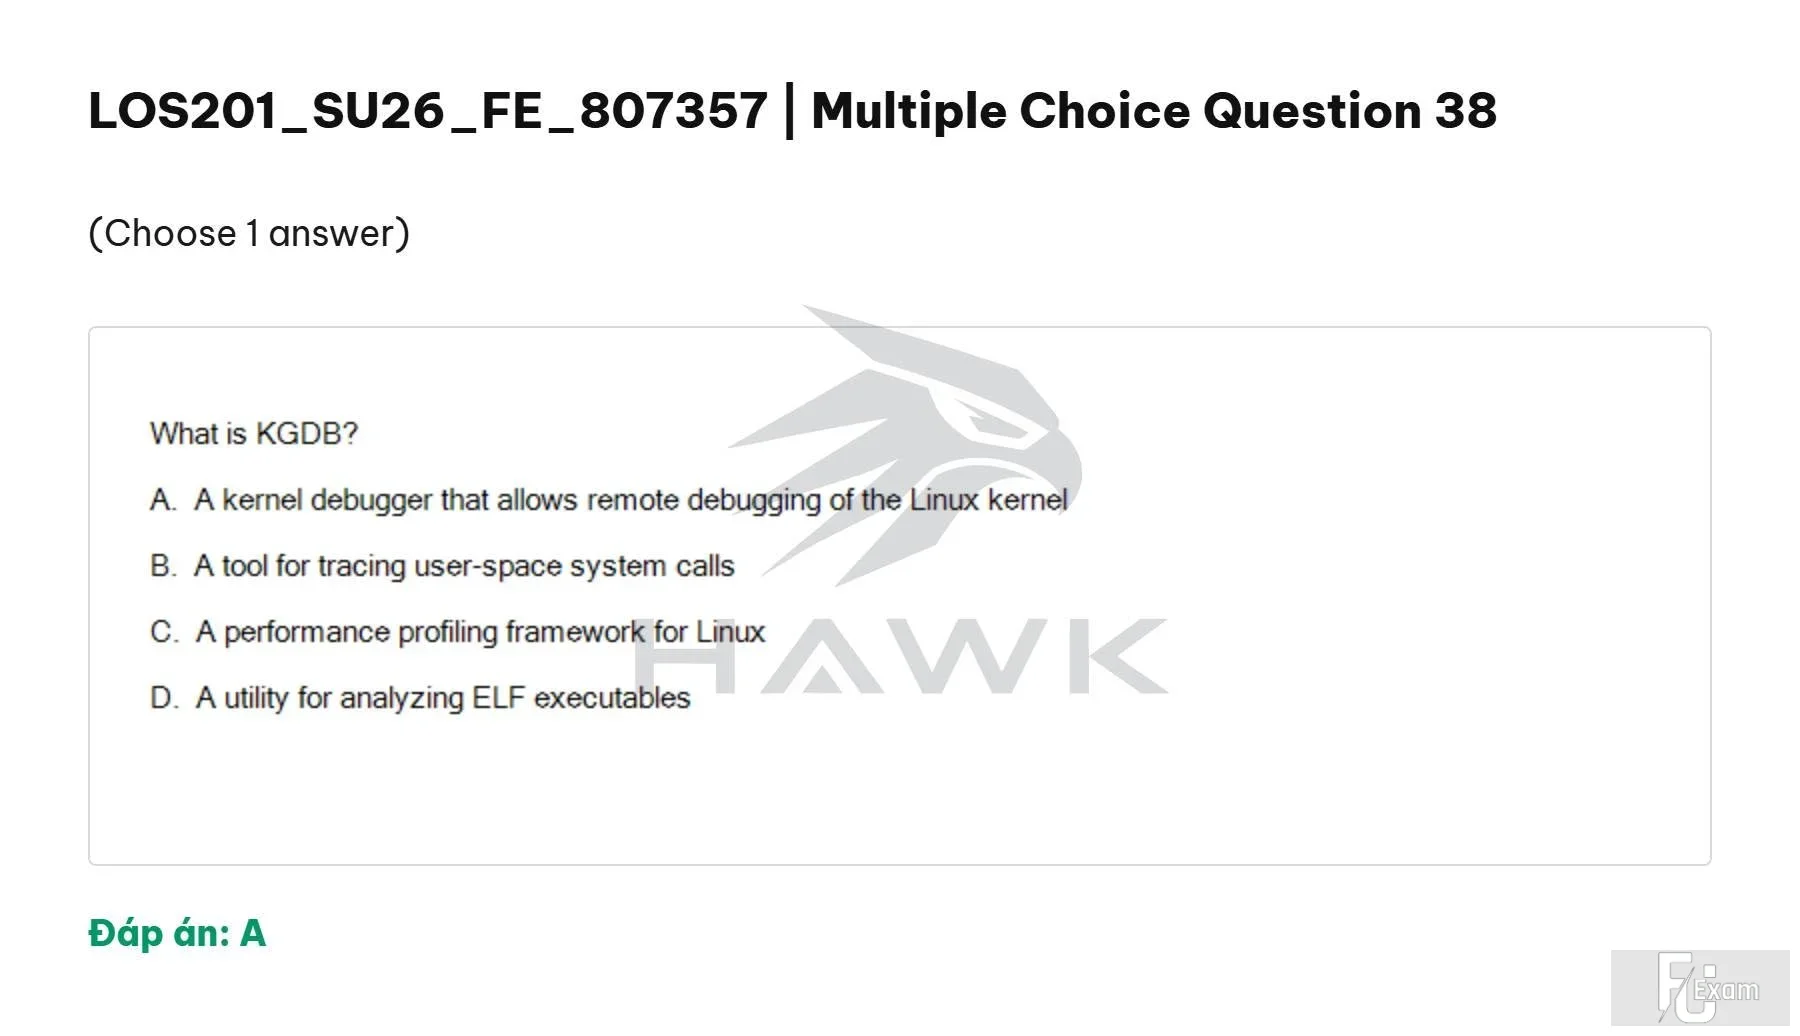 LOS201_SU26_FE_807357 | Multiple Choice Question 38
(Choose 1 answer)
What is KGDB?
A. A kernel debugger that allows remote debugging of the Linux kernel
B. A tool for tracing user-space system calls
C. A performance profiling framework for Linux
D. A utility for analyzing ELF executables
HAWK
Đáp án: A
FU Exam